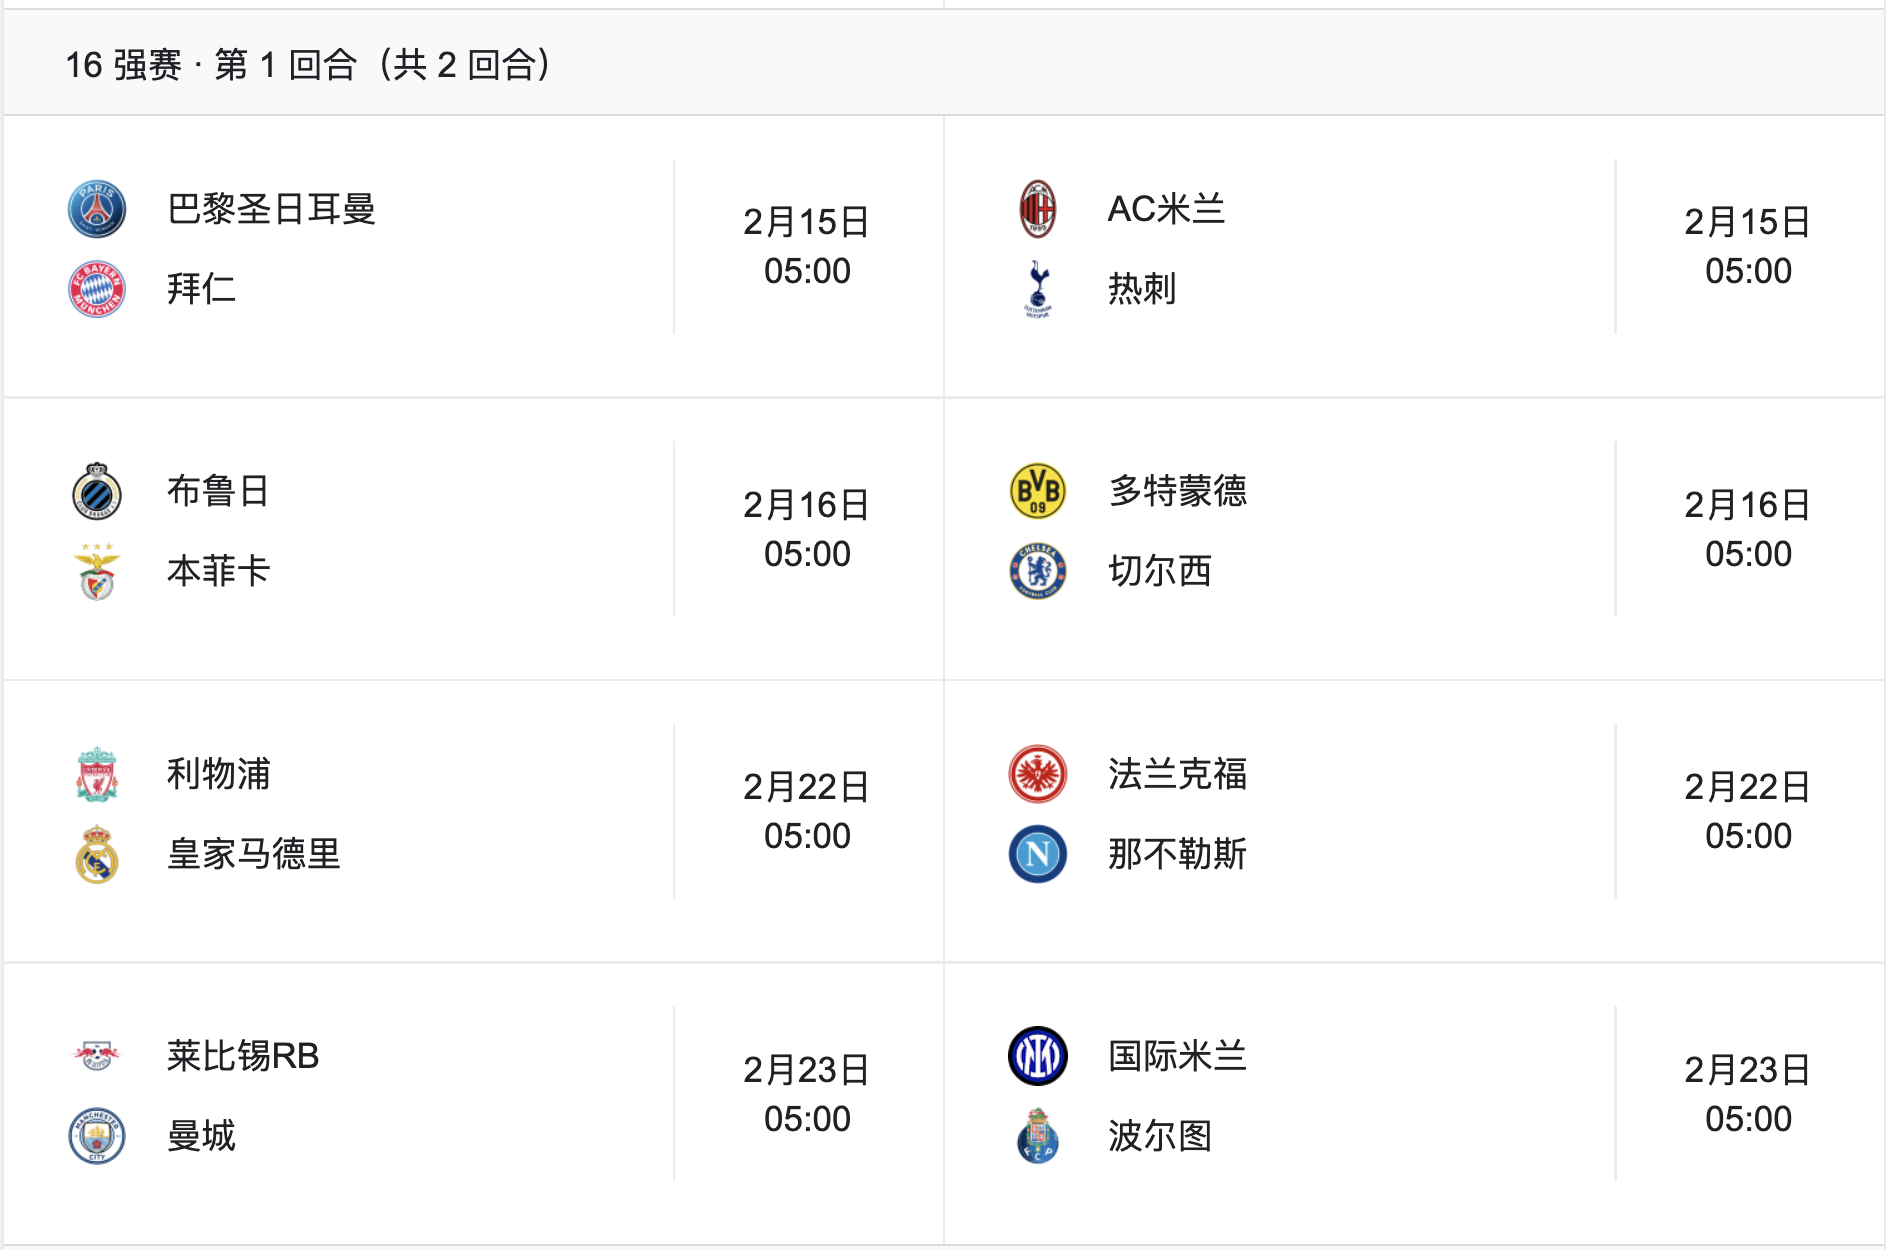 16 强赛 · 第 1 回合（共 2 回合）
巴黎圣日耳曼
拜仁
2月15日
05:00
AC米兰
热刺
2月15日
05:00
布鲁日
本菲卡
2月16日
05:00
多特蒙德
切尔西
2月16日
05:00
利物浦
皇家马德里
2月22日
05:00
法兰克福
那不勒斯
2月22日
05:00
莱比锡RB
曼城
2月23日
05:00
国际米兰
波尔图
2月23日
05:00